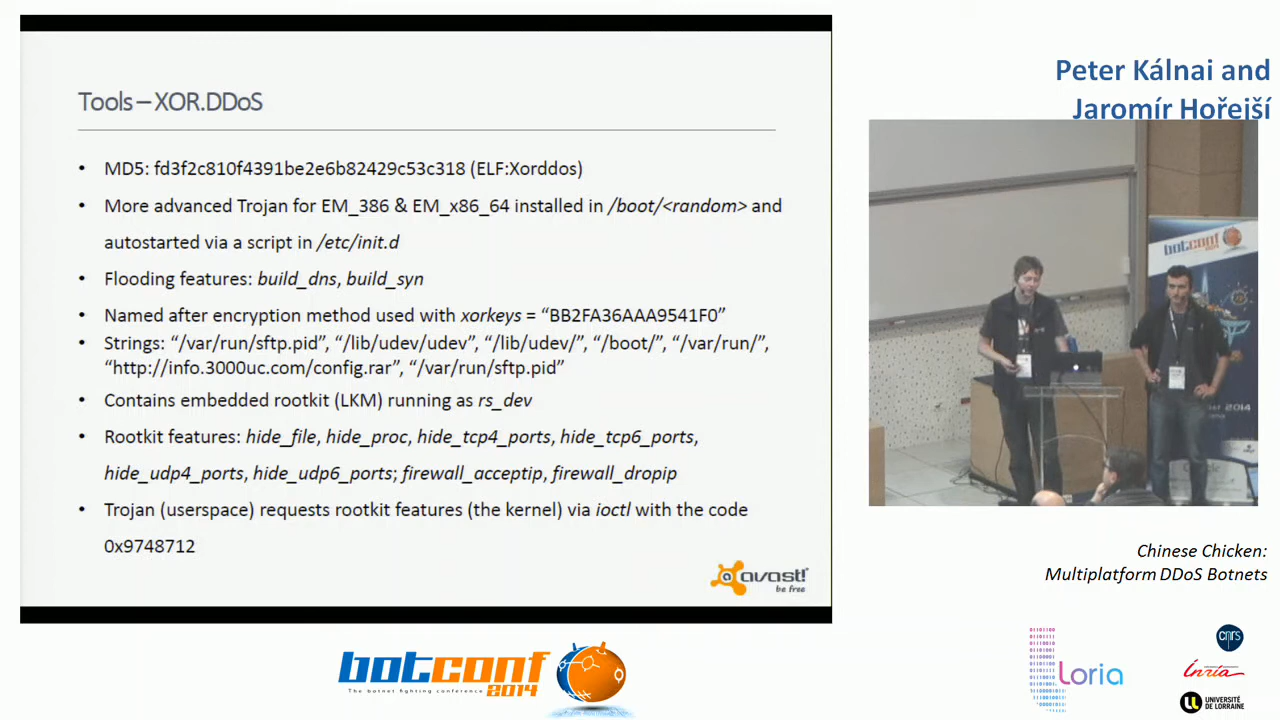 Tools – XOR.DDoS
• MD5: fd3f2c810f4391be2e6b82429c53c318 (ELF:Xorddos)
• More advanced Trojan for EM_386 & EM_x86_64 installed in /boot/<random> and
autostarted via a script in /etc/init.d
• Flooding features: build_dns, build_syn
• Named after encryption method used with xorkeys = “BB2FA36AAA9541F0”
• Strings: “/var/run/sftp.pid”, “/lib/udev/udev”, “/lib/udev/”, “/boot/”, “/var/run/”,
“http://info.3000uc.com/config.rar”, “/var/run/sftp.pid”
• Contains embedded rootkit (LKM) running as rs_dev
• Rootkit features: hide_file, hide_proc, hide_tcp4_ports, hide_tcp6_ports,
hide_udp4_ports, hide_udp6_ports; firewall_acceptip, firewall_dropip
• Trojan (userspace) requests rootkit features (the kernel) via ioctl with the code
0x9748712
avast!
be free
Peter Kálnai and
Jaromír Hořejší
botconf
Chinese Chicken:
Multiplatform DDoS Botnets
botconf
The botnet fighting conference 2014
Loria
cnrs
Inria
UNIVERSITÉ
DE LORRAINE